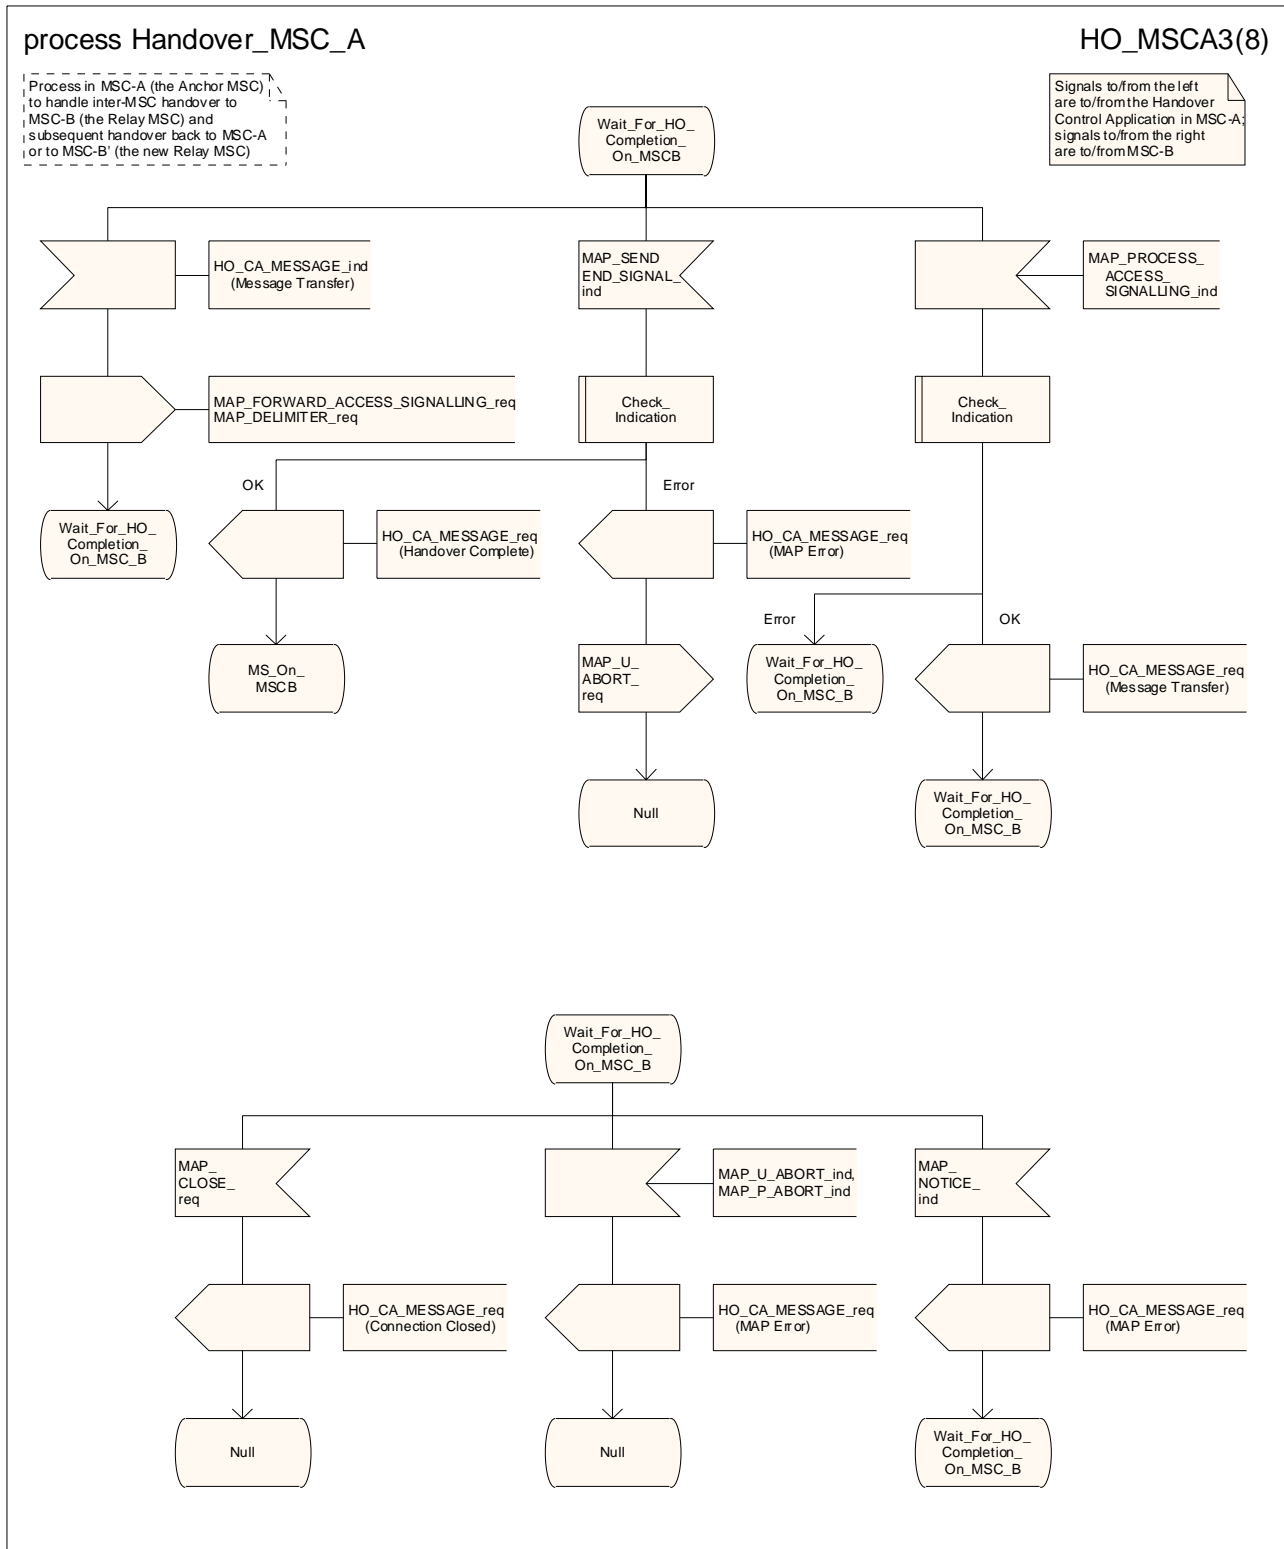 process Handover_MSC_A
HO_MSCA3(8)
Process in MSC-A (the Anchor MSC)
to handle inter-MSC handover to
MSC-B (the Relay MSC) and
subsequent handover back to MSC-A
or to MSC-B' (the new Relay MSC)
Signals to/from the left
are to/from the Handover
Control Application in MSC-A;
signals to/from the right
are to/from MSC-B
Wait_For_HO_
Completion_
On_MSCB
HO_CA_MESSAGE_ind
(Message Transfer)
MAP_SEND
END_SIGNAL_
ind
MAP_PROCESS_
ACCESS_
SIGNALLING_ind
MAP_FORWARD_ACCESS_SIGNALLING_req
MAP_DELIMITER_req
Check_
Indication
Check_
Indication
OK
Error
Wait_For_HO_
Completion_
On_MSC_B
HO_CA_MESSAGE_req
(Handover Complete)
HO_CA_MESSAGE_req
(MAP Error)
Error
OK
MS_On_
MSCB
MAP_U_
ABORT_
req
Wait_For_HO_
Completion_
On_MSC_B
HO_CA_MESSAGE_req
(Message Transfer)
Null
Wait_For_HO_
Completion_
On_MSC_B
Wait_For_HO_
Completion_
On_MSC_B
MAP_
CLOSE_
req
MAP_U_ABORT_ind,
MAP_P_ABORT_ind
MAP_
NOTICE_
ind
HO_CA_MESSAGE_req
(Connection Closed)
HO_CA_MESSAGE_req
(MAP Error)
HO_CA_MESSAGE_req
(MAP Error)
Null
Null
Wait_For_HO_
Completion_
On_MSC_B